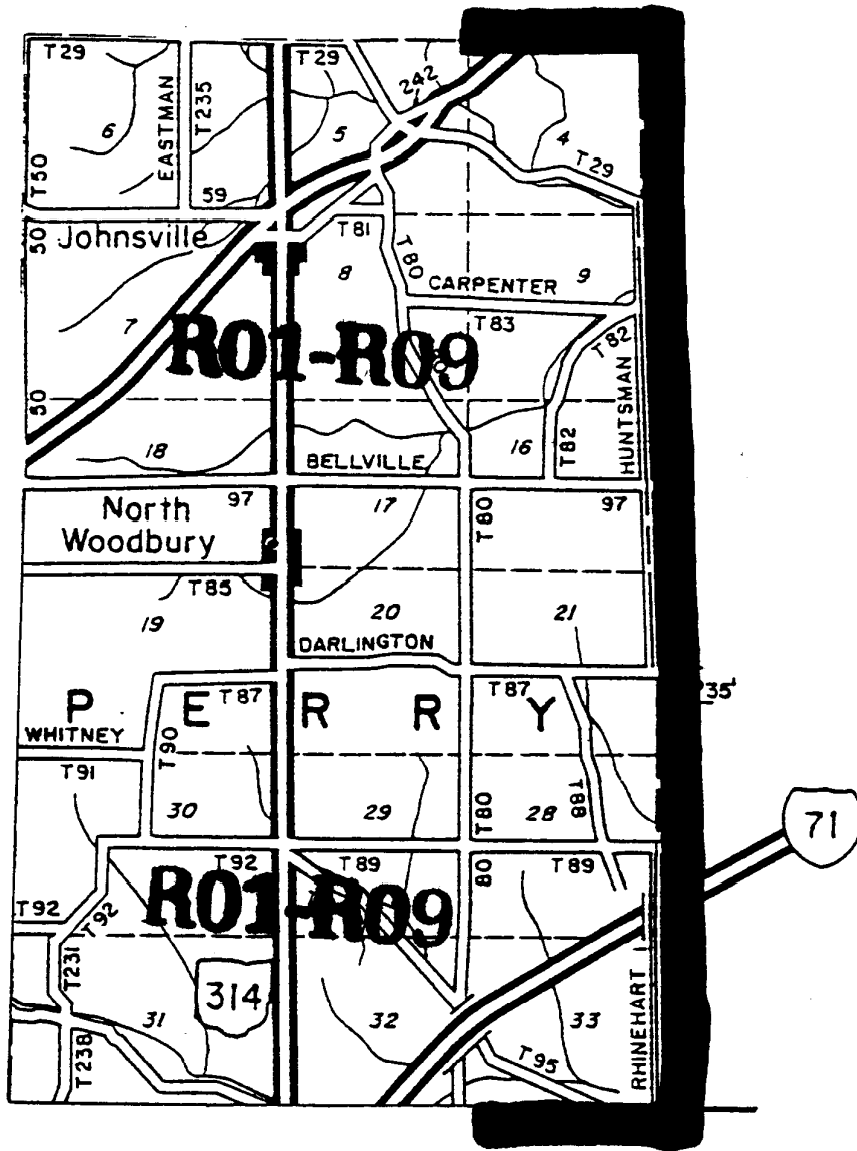 T29
T29
242
EASTMAN
T235
6
5
4
T29
T50
59
50
Johnsville
T81
T80
8
9
CARPENTER
7
T83
T82
R01-R09
50
HUNTSMAN
18
BELLVILLE
16
T82
North
97
17
T80
97
Woodbury
T85
19
20
21
DARLINGTON
T87
T87
35'
P E R R Y
WHITNEY
T90
T91
30
29
T80
28
T88
71
T92
T89
80
T89
R01-R09
T92
T92
T231
314
31
32
33
RHINEHART
T238
T95